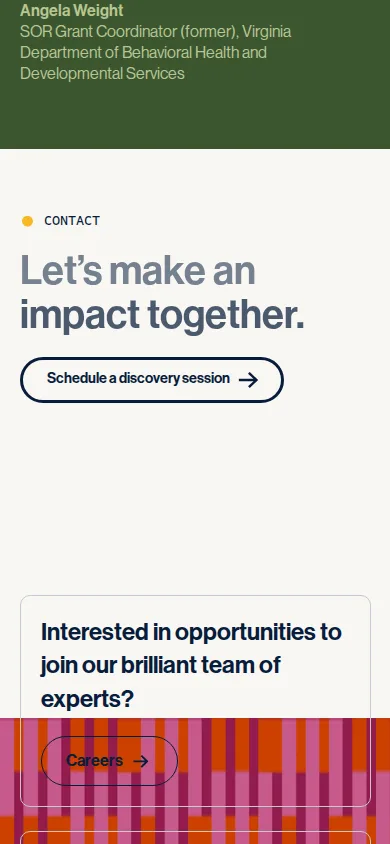 Angela Weight
SOR Grant Coordinator (former), Virginia
Department of Behavioral Health and
Developmental Services
CONTACT
Let’s make an
impact together.
Schedule a discovery session
Interested in opportunities to
join our brilliant team of
experts?
Careers